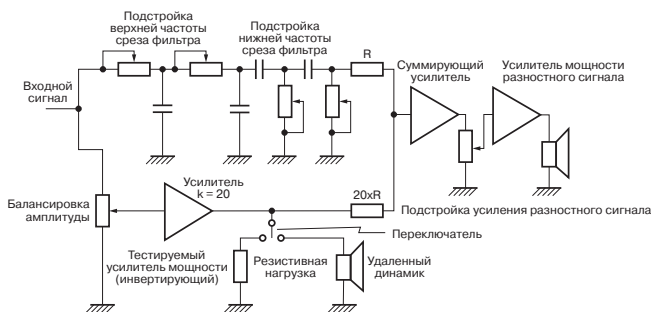 Подстройка
верхней частоты
среза фильтра
Подстройка
нижней частоты
среза фильтра
R
Суммирующий
усилитель
Усилитель мощности
разностного сигнала
Входной
сигнал
Балансировка
амплитуды
Усилитель
k = 20
20xR
Подстройка усиления разностного сигнала
Переключатель
Тестируемый
усилитель мощности
(инвертирующий)
Резистивная
нагрузка
Удаленный
динамик